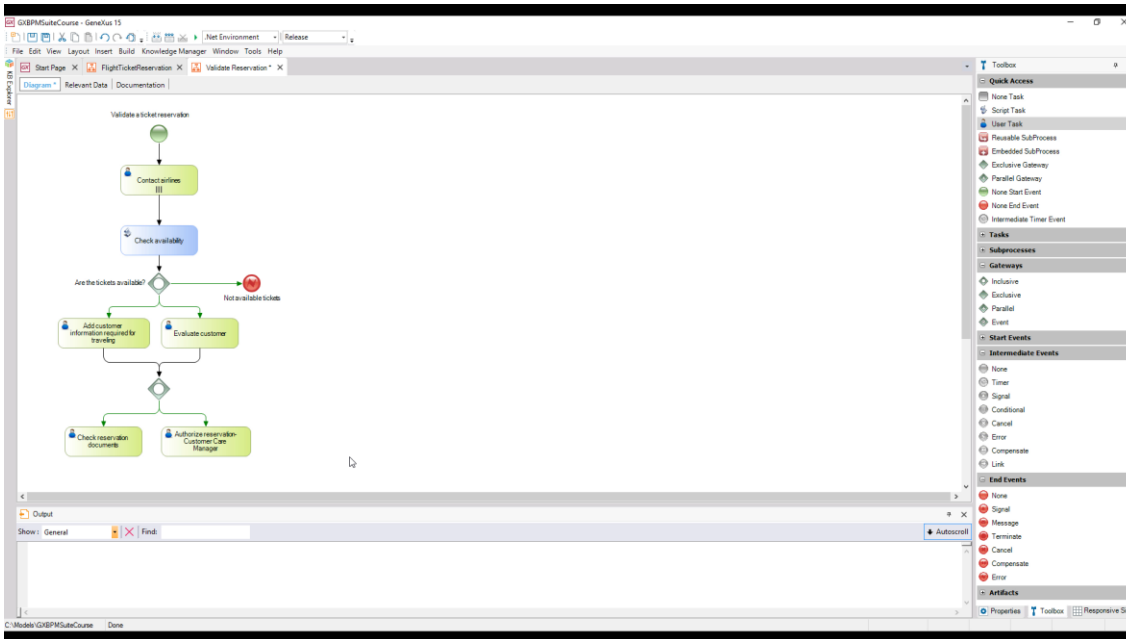 GXBPMSuiteCourse - GeneXus 15
.Net Environment
Release
File Edit View Layout Insert Build Knowledge Manager Window Tools Help
Start Page X FlightTicketReservation X Validate Reservation * X
Diagram * Relevant Data Documentation
KB Explorer
Validate a ticket reservation
Contact airlines
Check availability
Are the tickets available?
Not available tickets
Add customer
information required for
traveling
Evaluate customer
Check reservation
documents
Authorize reservation-
Customer Care
Manager
Output
Show: General
Find:
Autoscroll
C:\Models\GXBPMSuiteCourse Done
Toolbox
Quick Access
None Task
Script Task
User Task
Reusable SubProcess
Embedded SubProcess
Exclusive Gateway
Parallel Gateway
None Start Event
None End Event
Intermediate Timer Event
Tasks
Subprocesses
Gateways
Inclusive
Exclusive
Parallel
Event
Start Events
Intermediate Events
None
Timer
Signal
Conditional
Cancel
Error
Compensate
Link
End Events
None
Signal
Message
Terminate
Cancel
Compensate
Error
Artifacts
Properties Toolbox Responsive Si